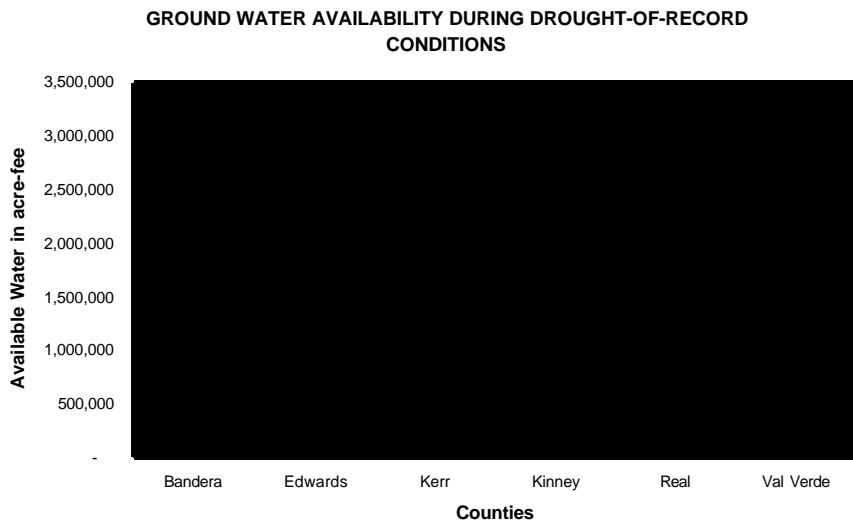 GROUND WATER AVAILABILITY DURING DROUGHT-OF-RECORD
CONDITIONS
Available Water in acre-fee
3,500,000
3,000,000
2,500,000
2,000,000
1,500,000
1,000,000
500,000
-
Bandera Edwards Kerr Kinney Real Val Verde
Counties